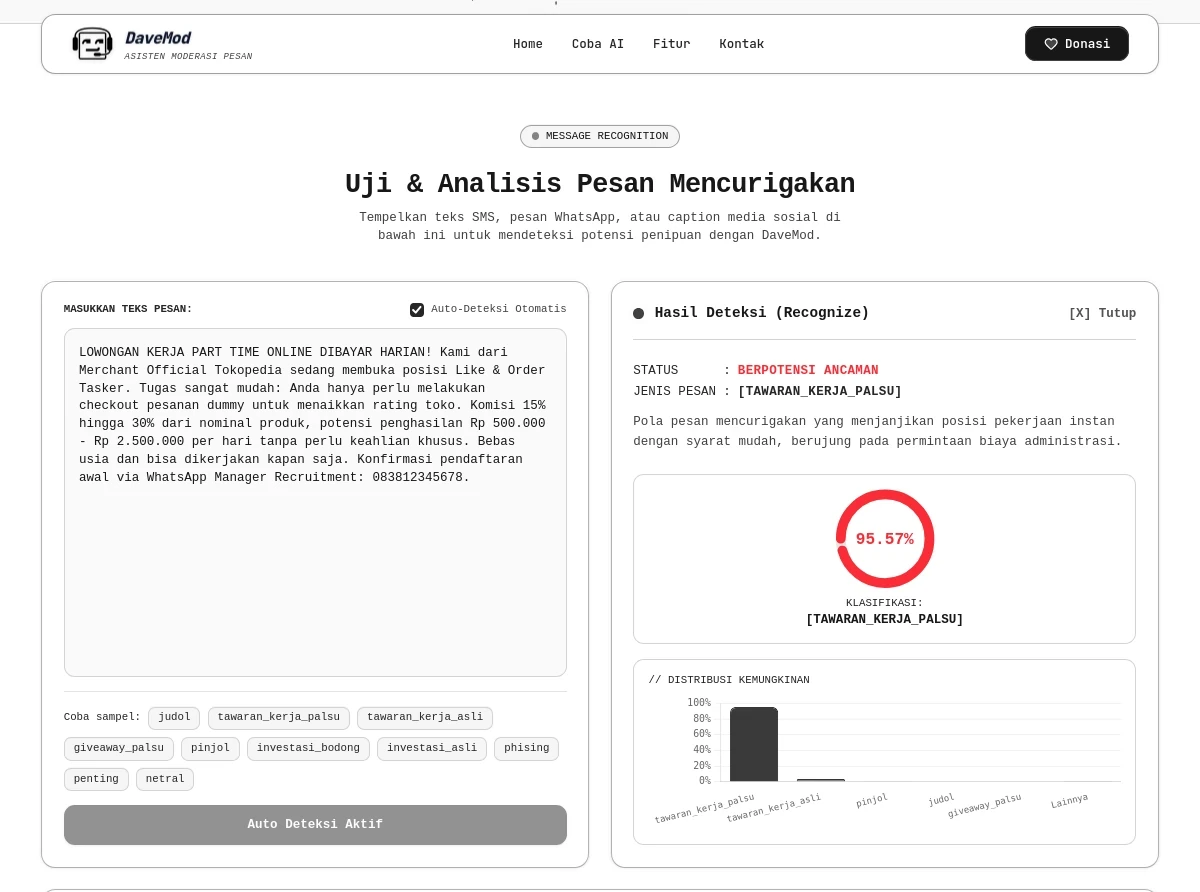 DaveMod
ASISTEN MODERASI PESAN
Home
Coba AI
Fitur
Kontak
Donasi
MESSAGE RECOGNITION
Uji & Analisis Pesan Mencurigakan
Tempelkan teks SMS, pesan WhatsApp, atau caption media sosial di
bawah ini untuk mendeteksi potensi penipuan dengan DaveMod.
MASUKKAN TEKS PESAN:
Auto-Deteksi Otomatis
LOWONGAN KERJA PART TIME ONLINE DIBAYAR HARIAN! Kami dari
Merchant Official Tokopedia sedang membuka posisi Like & Order
Tasker. Tugas sangat mudah: Anda hanya perlu melakukan
checkout pesanan dummy untuk menaikkan rating toko. Komisi 15%
hingga 30% dari nominal produk, potensi penghasilan Rp 500.000
- Rp 2.500.000 per hari tanpa perlu keahlian khusus. Bebas
usia dan bisa dikerjakan kapan saja. Konfirmasi pendaftaran
awal via WhatsApp Manager Recruitment: 083812345678.
Coba sampel:
judol
tawaran_kerja_palsu
tawaran_kerja_asli
giveaway_palsu
pinjol
investasi_bodong
investasi_asli
phising
penting
netral
Auto Deteksi Aktif
Hasil Deteksi (Recognize)
[X] Tutup
STATUS : BERPOTENSI ANCAMAN
JENIS PESAN : [TAWARAN_KERJA_PALSU]
Pola pesan mencurigakan yang menjanjikan posisi pekerjaan instan
dengan syarat mudah, berujung pada permintaan biaya administrasi.
95.57%
KLASIFIKASI:
[TAWARAN_KERJA_PALSU]
// DISTRIBUSI KEMUNGKINAN
100%
80%
60%
40%
20%
0%
tawaran_kerja_palsu
tawaran_kerja_asli
pinjol
judol
giveaway_palsu
Lainnya